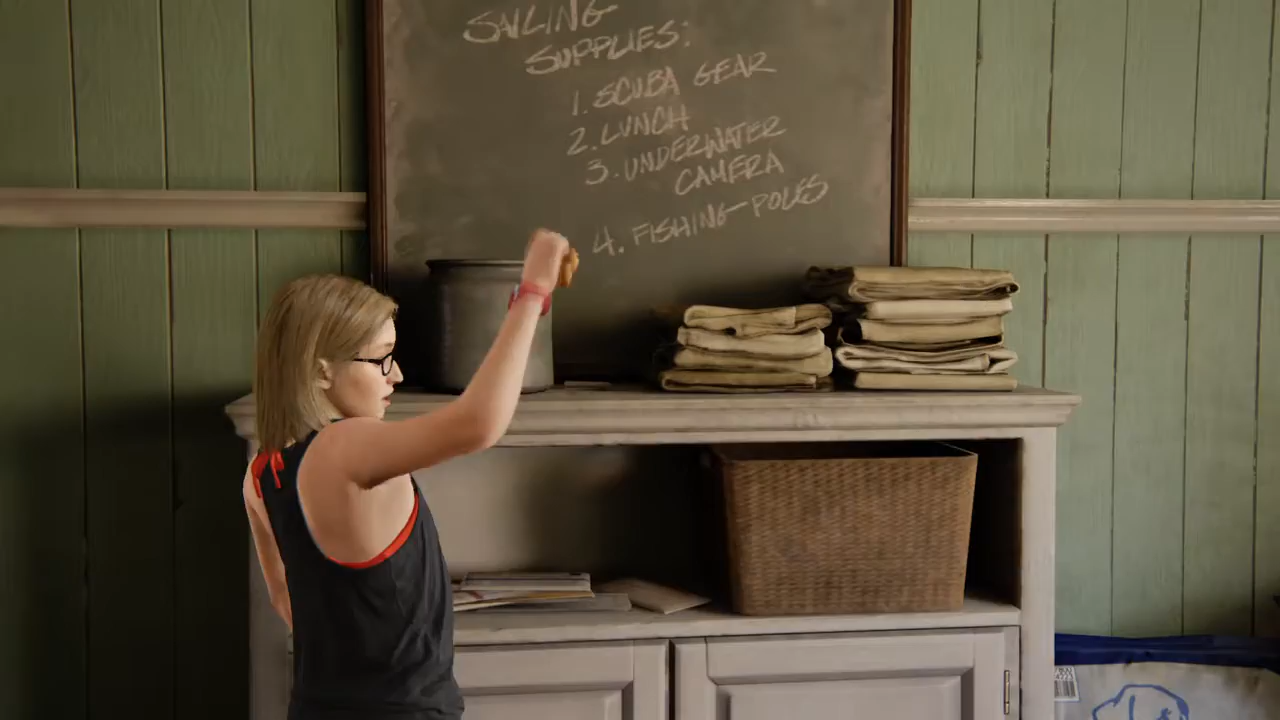 SAILING
SUPPLIES:
1. SCUBA GEAR
2. LUNCH
3. UNDERWATER
CAMERA
4. FISHING-POLES